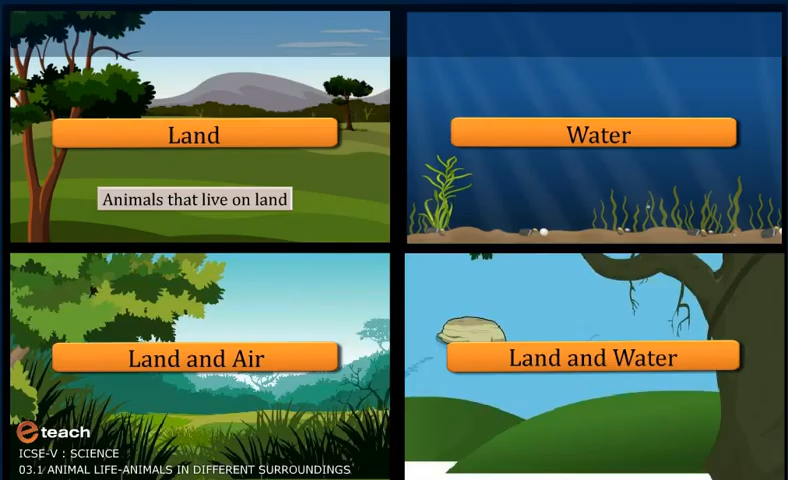 Land
Water
Animals that live on land
Land and Air
Land and Water
eteach
ICSE-V : SCIENCE
03.1 ANIMAL LIFE-ANIMALS IN DIFFERENT SURROUNDINGS